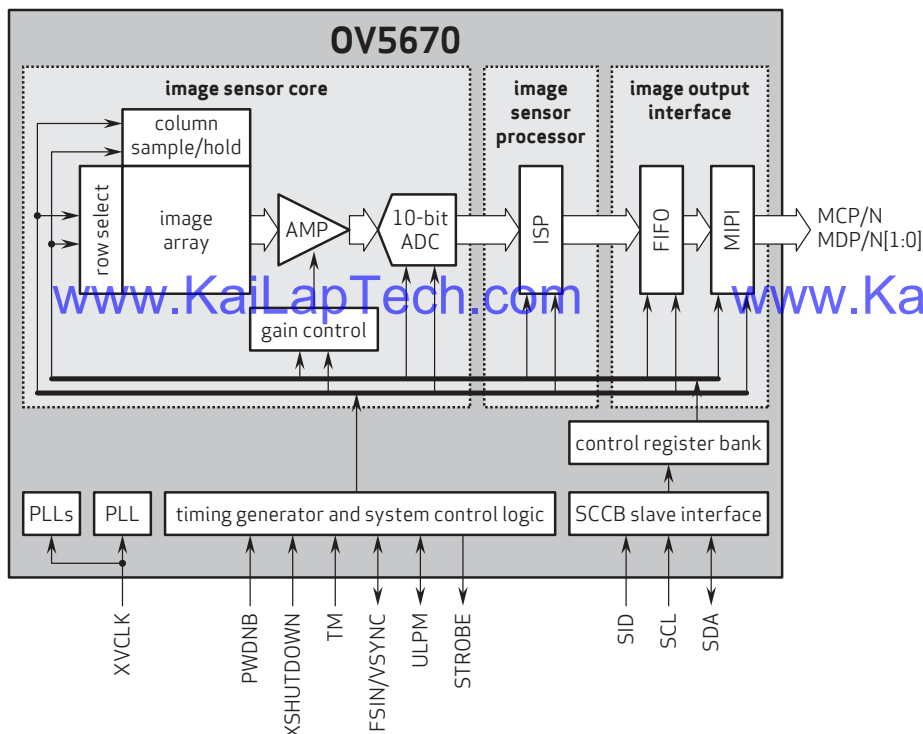 OV5670
image sensor core
image
sensor
processor
image output
interface
column
sample/hold
row select
image
array
AMP
10-bit
ADC
ISP
FIFO
MIPI
MCP/N
MDP/N[1:0]
www.KaiLapTech.com
www.Ka
gain control
control register bank
PLLs
PLL
timing generator and system control logic
SCCB slave interface
XVCLK
PWDNB
XSHUTDOWN
TM
FSIN/VSYNC
ULPM
STROBE
SID
SCL
SDA